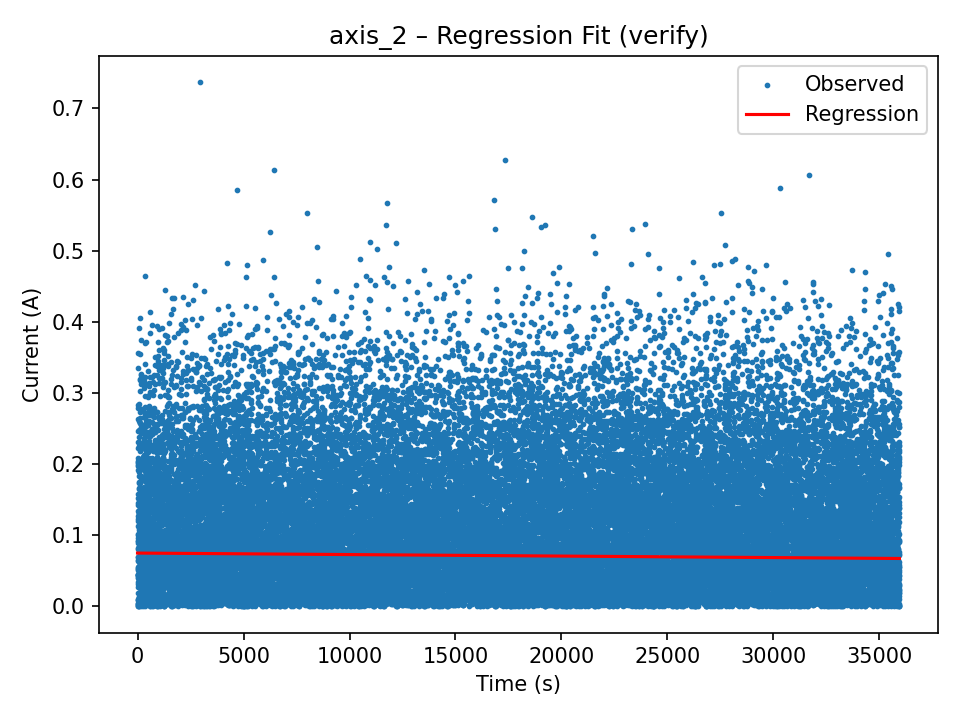 axis_2 – Regression Fit (verify)
Observed
Regression
Current (A)
0.7
0.6
0.5
0.4
0.3
0.2
0.1
0.0
0 5000 10000 15000 20000 25000 30000 35000
Time (s)